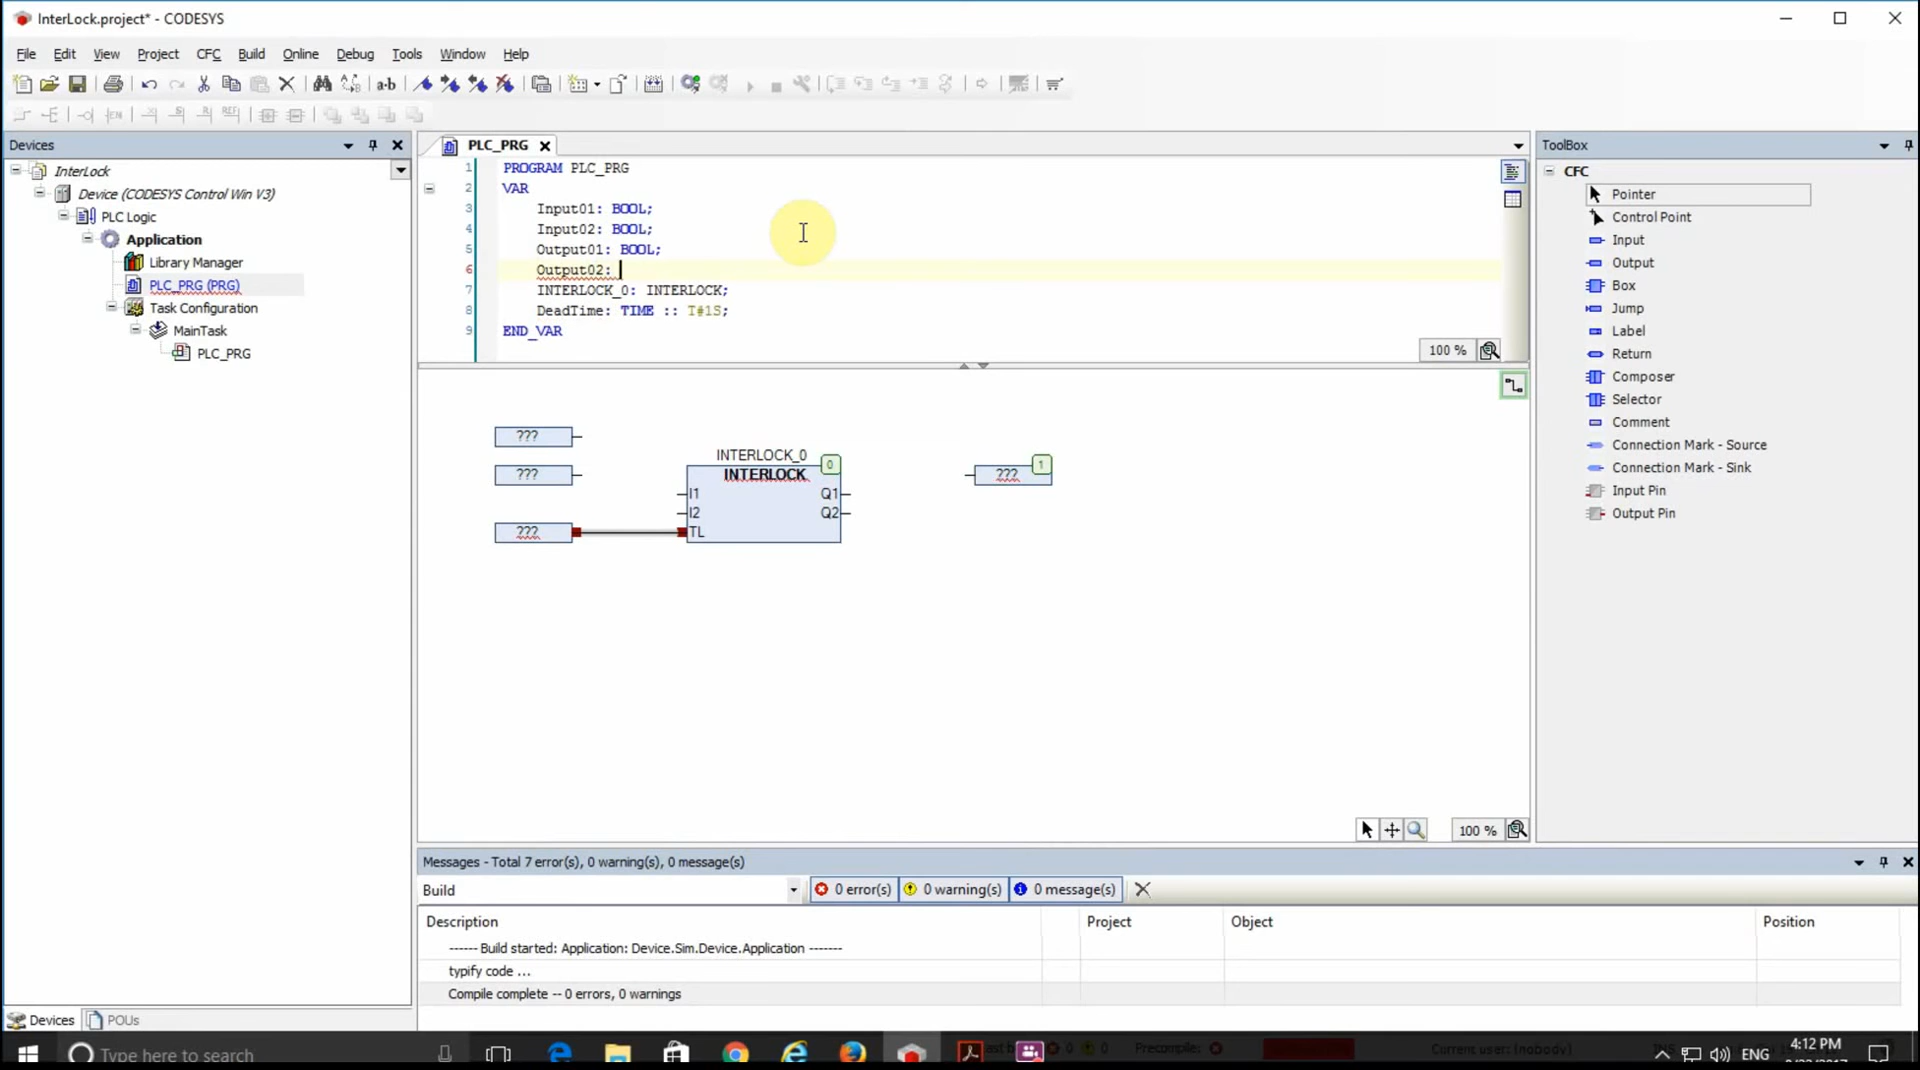 InterLock.project* - CODESYS
File Edit View Project CFC Build Online Debug Tools Window Help
Devices
InterLock
Device (CODESYS Control Win V3)
PLC Logic
Application
Library Manager
PLC_PRG (PRG)
Task Configuration
MainTask
PLC_PRG
Devices POUs
PLC_PRG
1 PROGRAM PLC_PRG
2 VAR
3 Input01: BOOL;
4 Input02: BOOL;
5 Output01: BOOL;
6 Output02:
7 INTERLOCK_0: INTERLOCK;
8 DeadTime: TIME :: T#1S;
9 END_VAR
100 %
???
???
???
INTERLOCK_0
0
INTERLOCK
I1 Q1
I2 Q2
TL
1
???
100 %
ToolBox
CFC
Pointer
Control Point
Input
Output
Box
Jump
Label
Return
Composer
Selector
Comment
Connection Mark - Source
Connection Mark - Sink
Input Pin
Output Pin
Messages - Total 7 error(s), 0 warning(s), 0 message(s)
Build 0 error(s) 0 warning(s) 0 message(s)
Description Project Object Position
------ Build started: Application: Device.Sim.Device.Application -------
typify code ...
Compile complete -- 0 errors, 0 warnings
Type here to search
Precompile:
Current user: (nobody)
ENG
4:12 PM